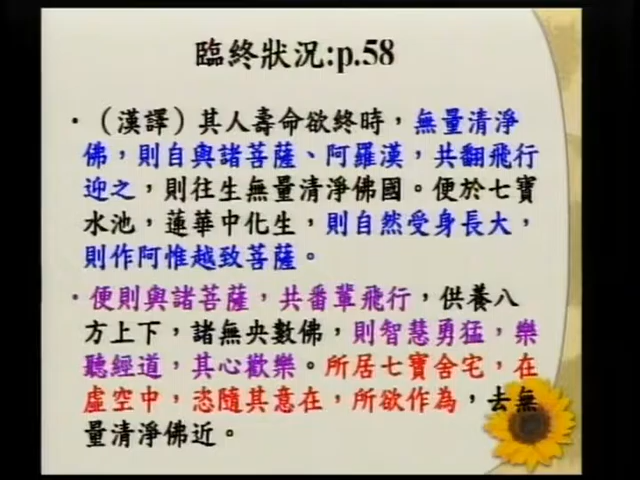 臨終狀況:p.58
•（漢譯）其人壽命欲終時，無量清淨
佛，則自與諸菩薩、阿羅漢，共翻飛行
迎之，則往生無量清淨佛國。便於七寶
水池，蓮華中化生，則自然受身長大，
則作阿惟越致菩薩。
•便則與諸菩薩，共番輩飛行，供養八
方上下，諸無央數佛，則智慧勇猛，樂
聽經道，其心歡樂。所居七寶舍宅，在
虛空中，恣隨其意在，所欲作為，去無
量清淨佛近。